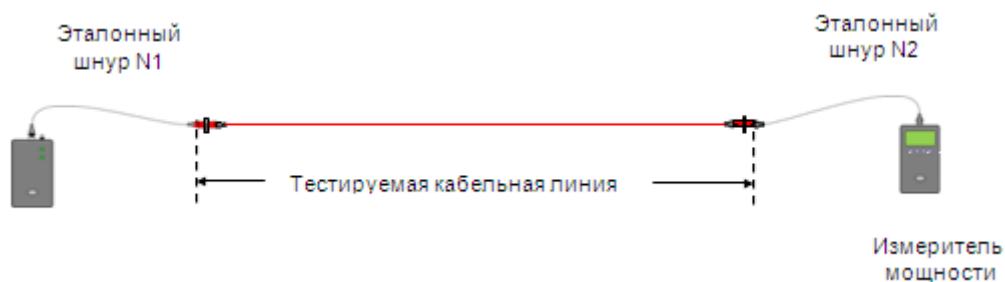 Эталонный
шнур N1
Эталонный
шнур N2
Тестируемая кабельная линия
Измеритель
мощности